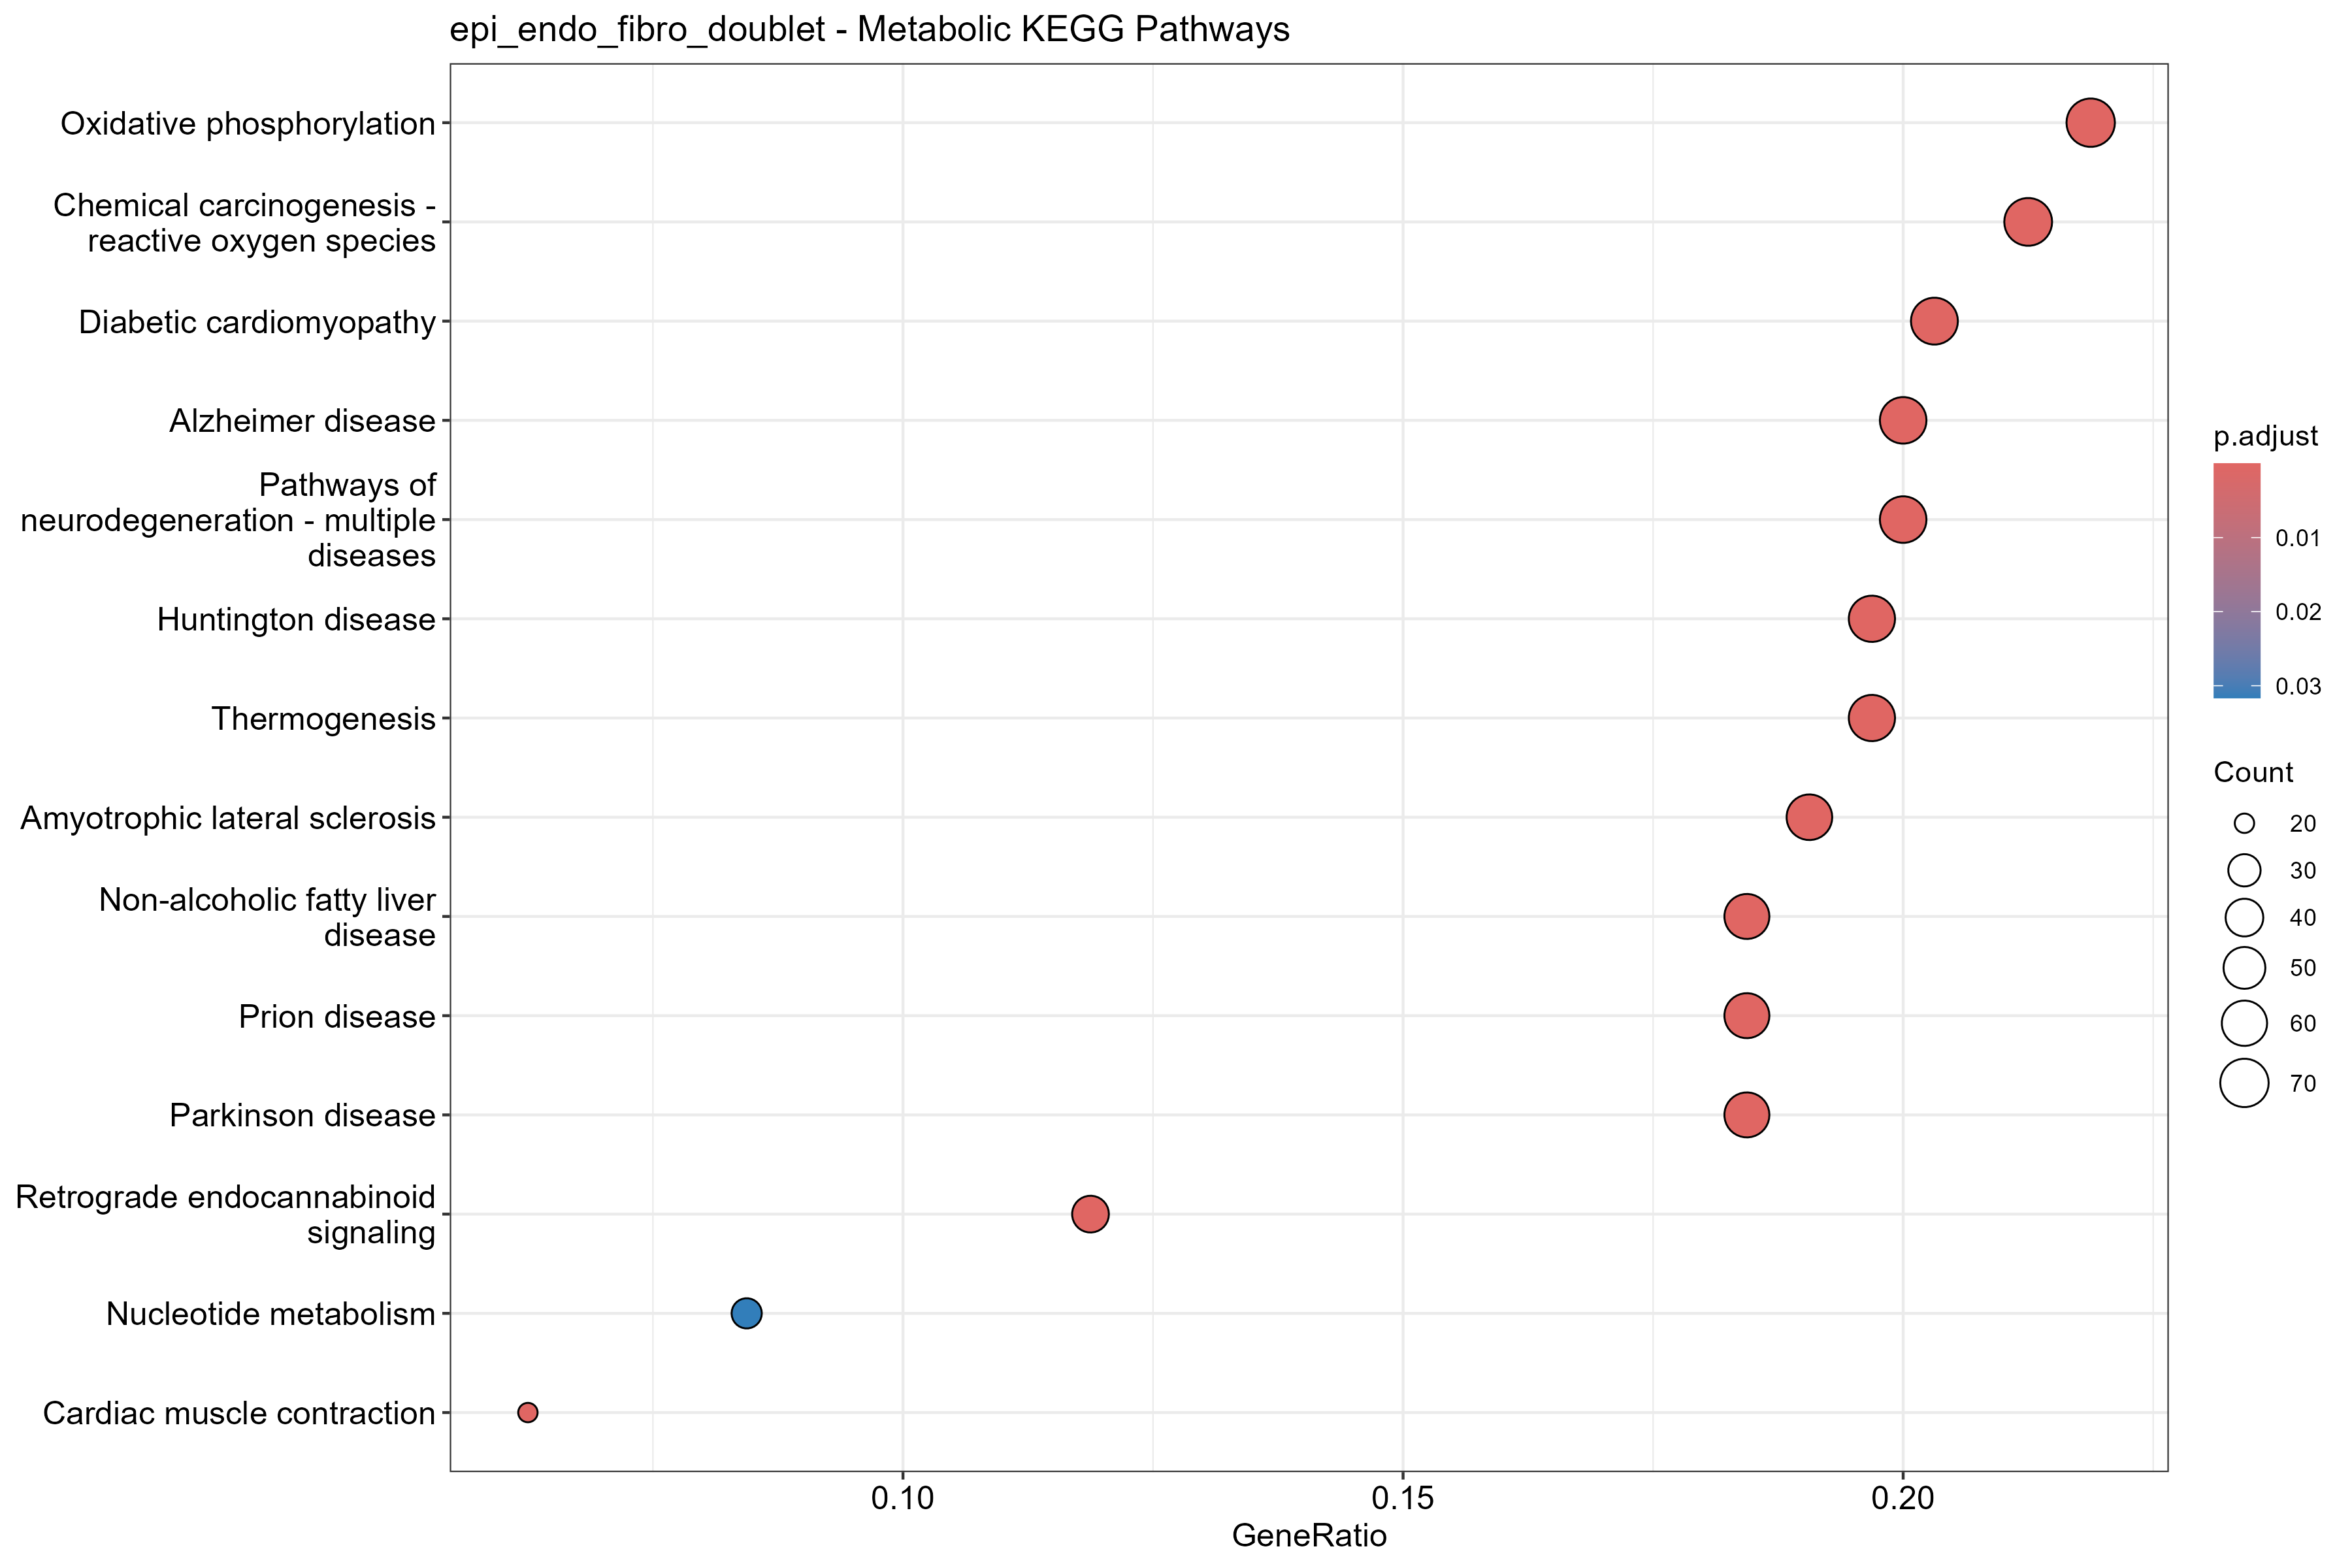 epi_endo_fibro_doublet - Metabolic KEGG Pathways
Oxidative phosphorylation
Chemical carcinogenesis -
reactive oxygen species
Diabetic cardiomyopathy
Alzheimer disease
Pathways of
neurodegeneration - multiple
diseases
Huntington disease
Thermogenesis
Amyotrophic lateral sclerosis
Non-alcoholic fatty liver
disease
Prion disease
Parkinson disease
Retrograde endocannabinoid
signaling
Nucleotide metabolism
Cardiac muscle contraction
0.10
0.15
0.20
GeneRatio
p.adjust
0.01
0.02
0.03
Count
20
30
40
50
60
70